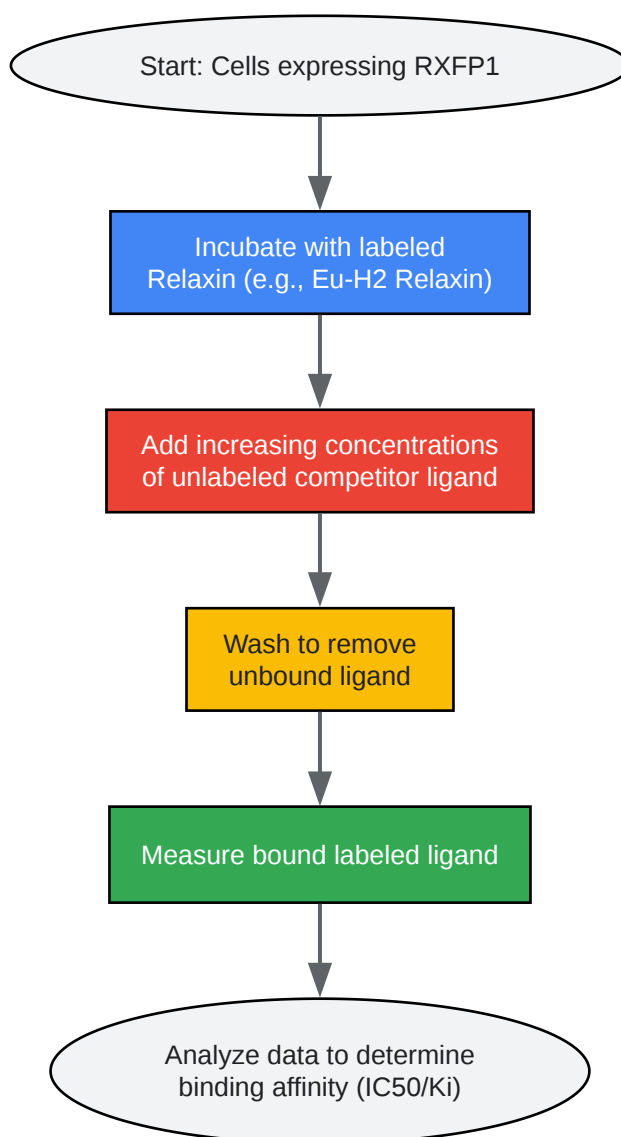 Start: Cells expressing RXFP1
Incubate with labeled
Relaxin (e.g., Eu-H2 Relaxin)
Add increasing concentrations
of unlabeled competitor ligand
Wash to remove
unbound ligand
Measure bound labeled ligand
Analyze data to determine
binding affinity (IC50/Ki)